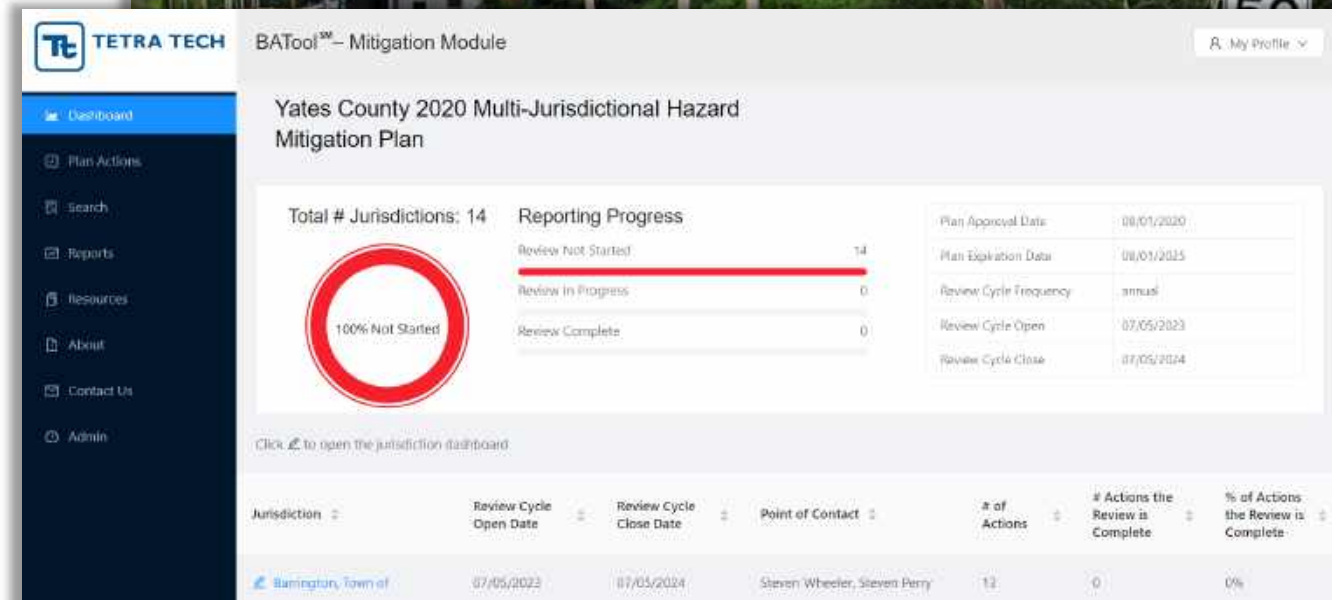 TETRA TECH
BATool℠– Mitigation Module
My Profile
Dashboard
Plan Actions
Search
Reports
Resources
About
Contact Us
Admin
Yates County 2020 Multi-Jurisdictional Hazard
Mitigation Plan
Total # Jurisdictions: 14
100% Not Started
Reporting Progress
Review Not Started 14
Review In Progress 0
Review Complete 0
Plan Approval Date 08/01/2020
Plan Expiration Date 08/01/2025
Review Cycle Frequency annual
Review Cycle Open 07/05/2023
Review Cycle Close 07/05/2024
Click to open the jurisdiction dashboard
Jurisdiction
Review Cycle
Open Date
Review Cycle
Close Date
Point of Contact
# of
Actions
# Actions the
Review is
Complete
% of Actions
the Review is
Complete
Barrington, Town of 07/05/2023 07/05/2024 Steven Wheeler, Steven Perry 12 0 0%